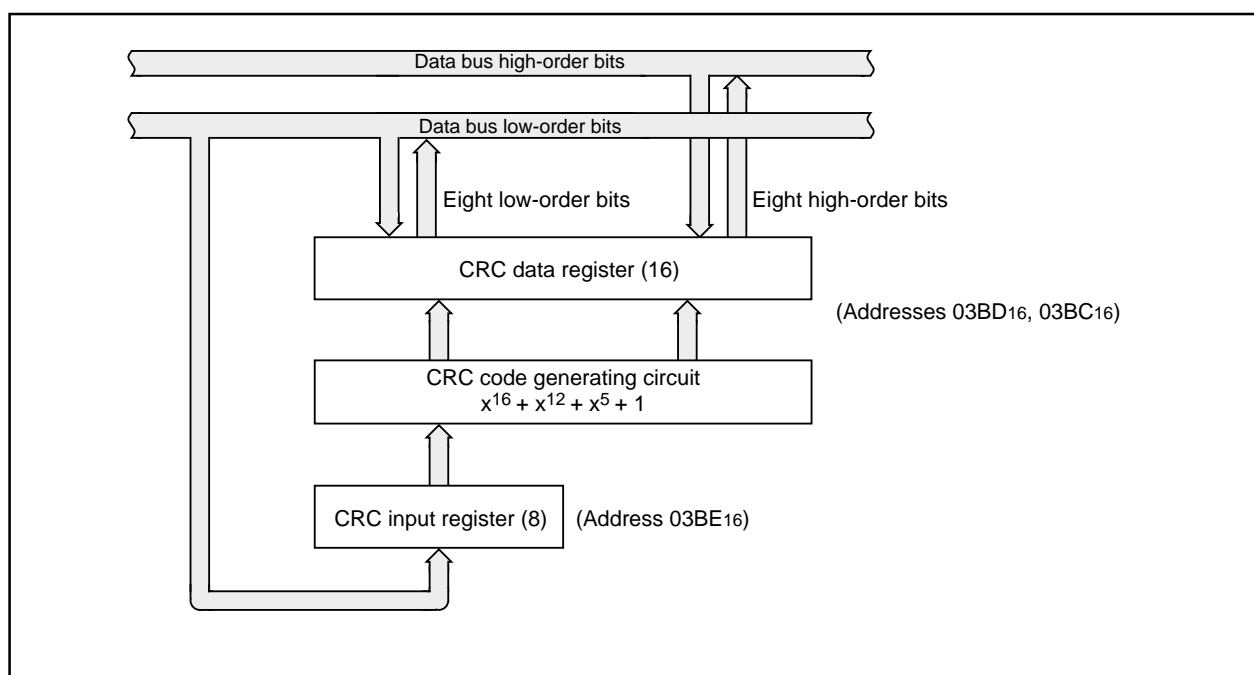 Data bus high-order bits
Data bus low-order bits
Eight low-order bits
Eight high-order bits
CRC data register (16)
(Addresses 03BD16, 03BC16)
CRC code generating circuit
x16 + x12 + x5 + 1
CRC input register (8)
(Address 03BE16)